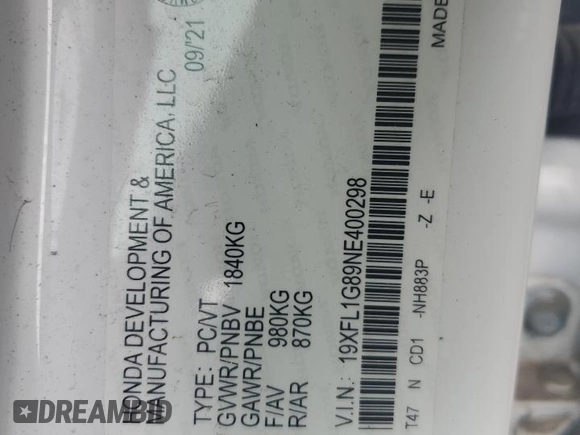 HONDA DEVELOPMENT &
MANUFACTURING OF AMERICA, LLC
09/'21
TYPE: PC/VT
GVWR/PNBV 1840KG
GAWR/PNBE
F/AV 980KG
R/AR 870KG
V.I.N.: 19XFL1G89NE400298
T47 N CD1 -NH883P -Z -E
MADE
DREAMBID